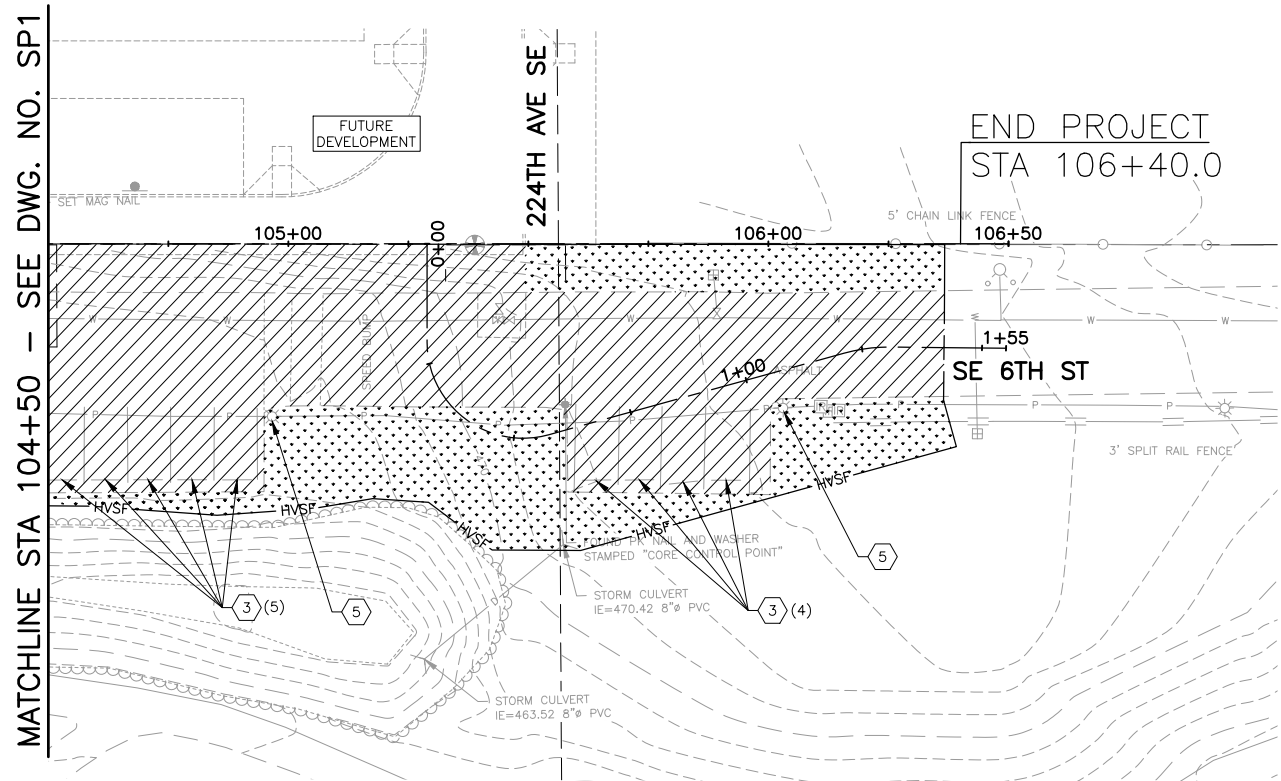 MATCHLINE STA 104+50 — SEE DWG. NO. SP1
FUTURE
DEVELOPMENT
224TH AVE SE
END PROJECT
STA 106+40.0
SET MAG NAIL
5' CHAIN LINK FENCE
105+00
0+00
106+00
106+50
W
W
W
W
W
W
SPEED BUMP
1+00
ASPHALT
1+55
SE 6TH ST
P
P
P
P
P
P
P
3' SPLIT RAIL FENCE
HVSF
HVSF
HVSF
HVSF
HVSF
FOUND PK NAIL AND WASHER
STAMPED "CORE CONTROL POINT"
5
STORM CULVERT
IE=470.42 8"ø PVC
3 (5)
5
3 (4)
STORM CULVERT
IE=463.52 8"ø PVC